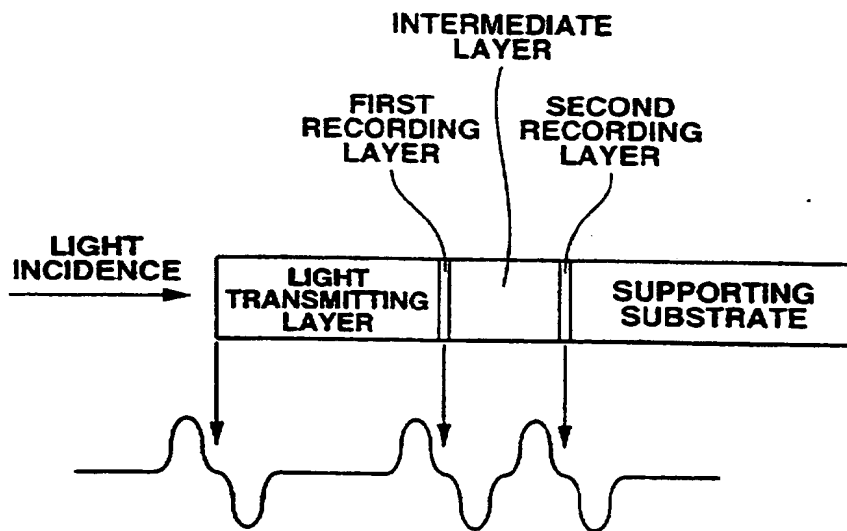 INTERMEDIATE
LAYER
FIRST
RECORDING
LAYER
SECOND
RECORDING
LAYER
LIGHT
INCIDENCE
LIGHT
TRANSMITTING
LAYER
SUPPORTING
SUBSTRATE